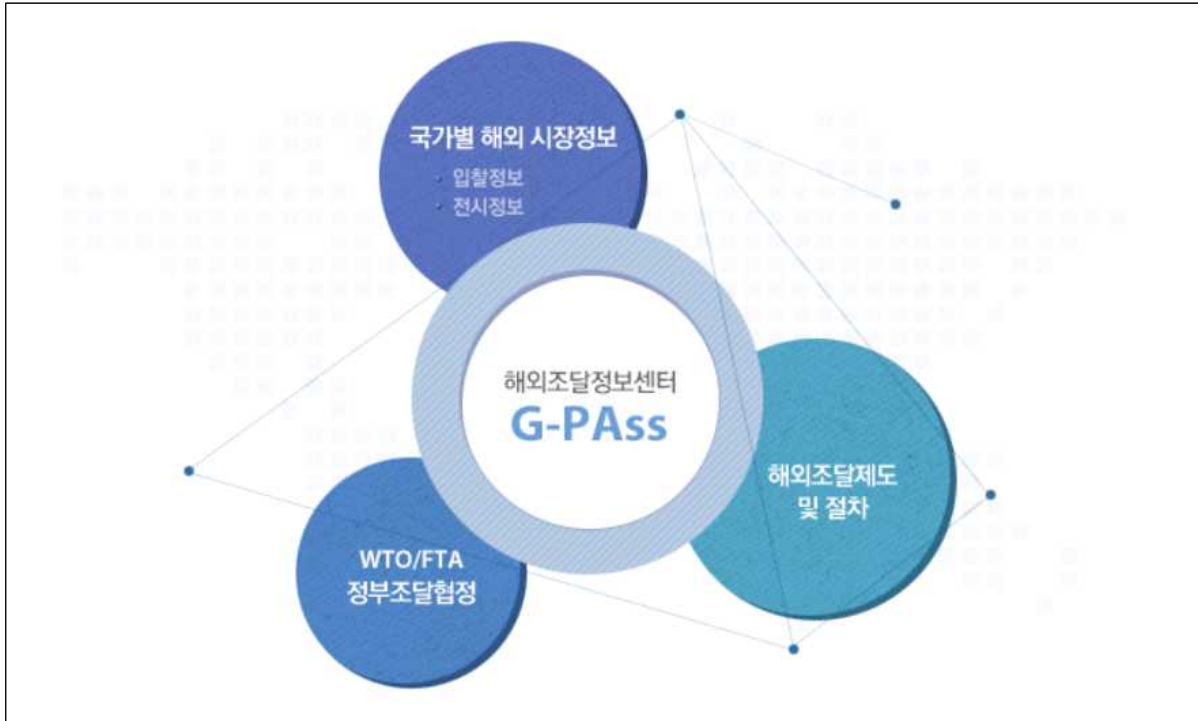 국가별 해외 시장정보
· 입찰정보
· 전시정보
해외조달정보센터
G-PAss
해외조달제도
및 절차
WTO/FTA
정부조달협정